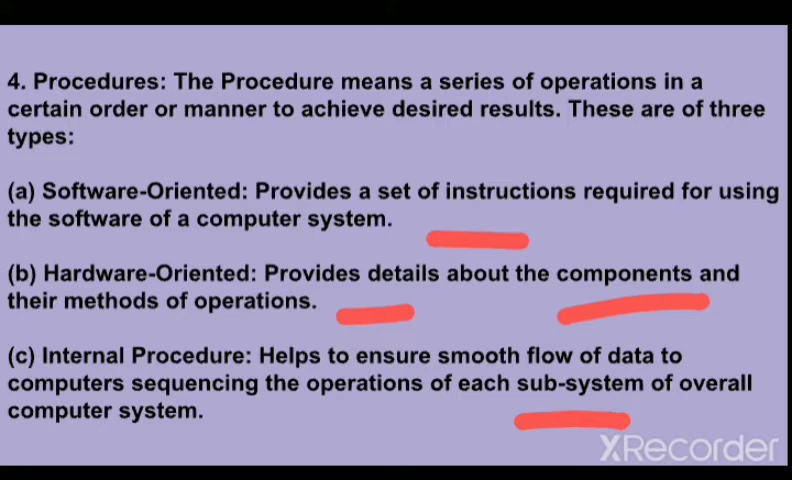 4. Procedures: The Procedure means a series of operations in a
certain order or manner to achieve desired results. These are of three
types:
(a) Software-Oriented: Provides a set of instructions required for using
the software of a computer system.
(b) Hardware-Oriented: Provides details about the components and
their methods of operations.
(c) Internal Procedure: Helps to ensure smooth flow of data to
computers sequencing the operations of each sub-system of overall
computer system.
XRecorder